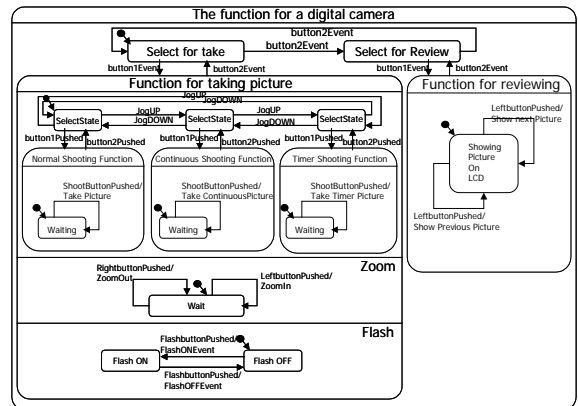 The function for a digital camera
button2Event
Select for take
button2Event
Select for Review
button1Event
button2Event
button1Event
button2Event
Function for taking picture
Function for reviewing
JogUP
JogDOWN
SelectState
JogUP
JogDOWN
SelectState
JogUP
JogDOWN
SelectState
button1Pushed
button2Pushed
button1Pushed
button2Pushed
button1Pushed
button2Pushed
Normal Shooting Function
Continuous Shooting Function
Timer Shooting Function
ShootButtonPushed/
Take Picture
Waiting
ShootButtonPushed/
Take ContinuousPicture
Waiting
ShootButtonPushed/
Take Timer Picture
Waiting
LeftbuttonPushed/
Show next Picture
Showing
Picture
On
LCD
LeftbuttonPushed/
Show Previous Picture
Zoom
RightbuttonPushed/
ZoomOut
LeftbuttonPushed/
ZoomIn
Wait
Flash
FlashbuttonPushed/
FlashONEvent
Flash ON
Flash OFF
FlashbuttonPushed/
FlashOFFEvent